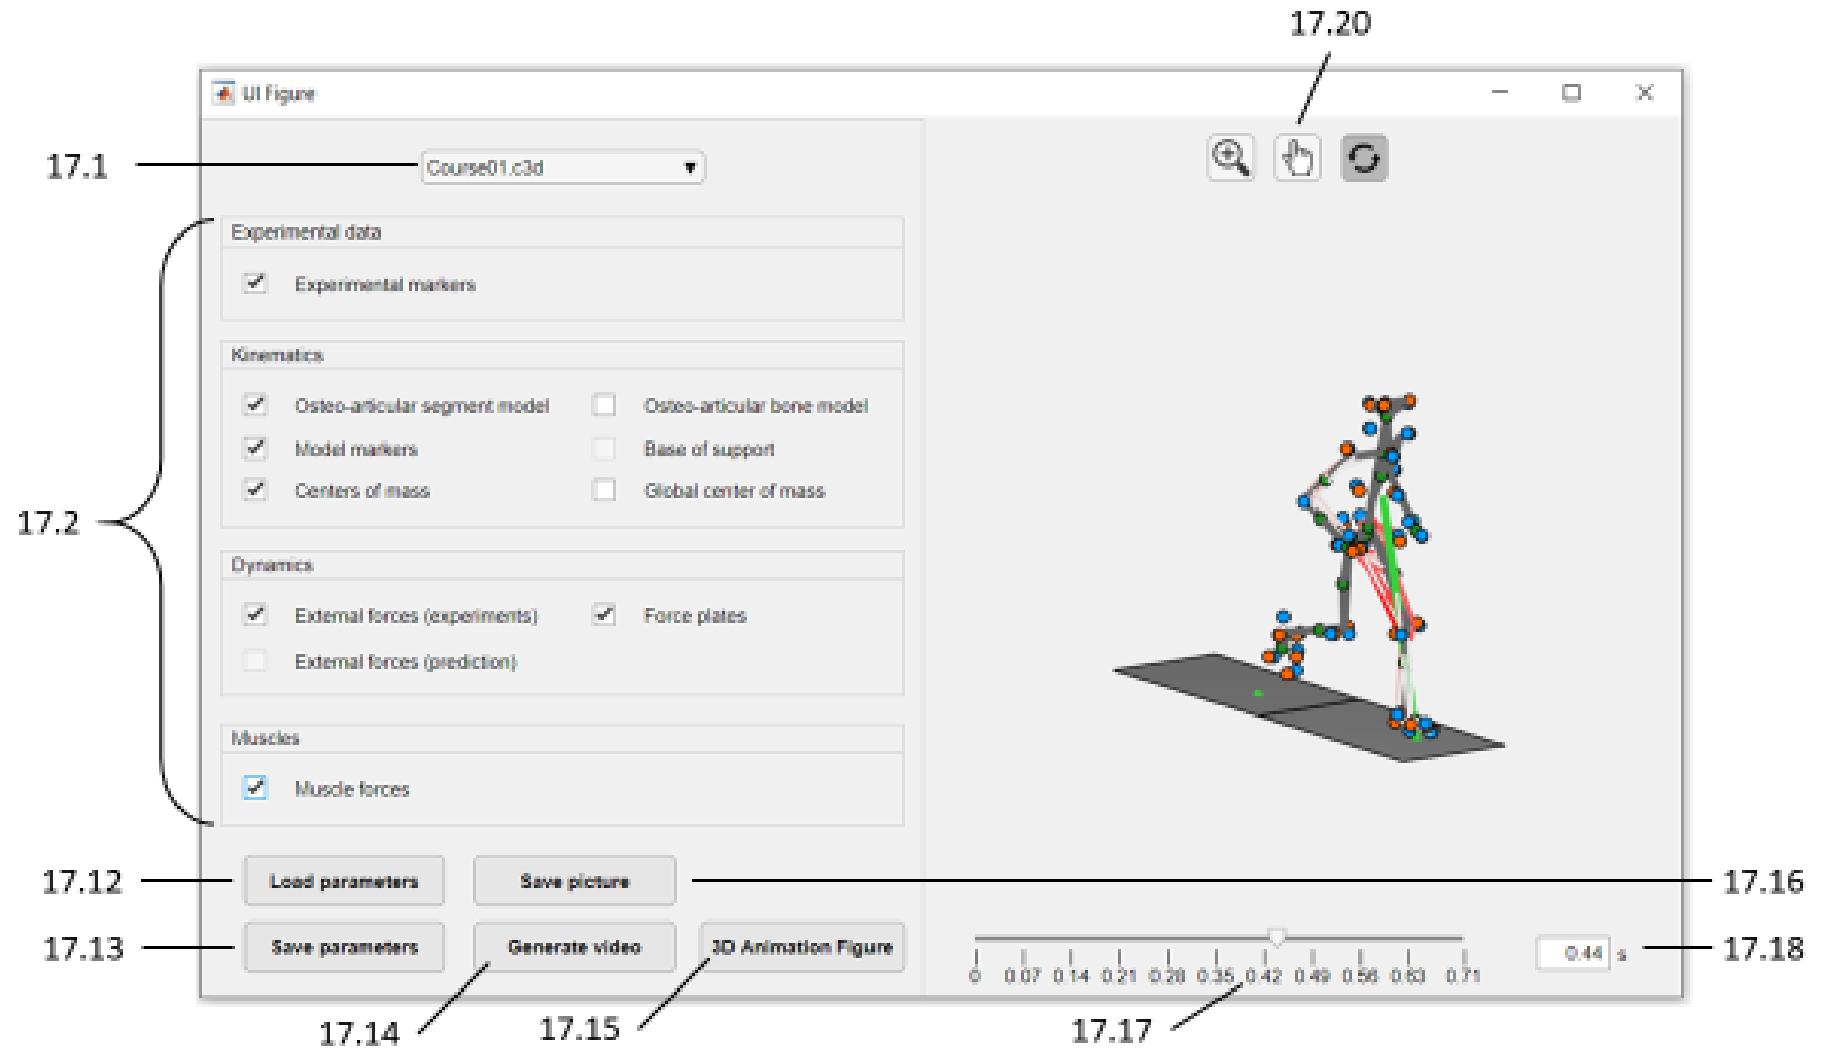 17.20
UI Figure
17.1
Course01.c3d
Experimental data
Experimental markers
Kinematics
Osteo-articular segment model
Osteo-articular bone model
Model markers
Base of support
Centers of mass
Global center of mass
17.2
Dynamics
External forces (experiments)
Force plates
External forces (prediction)
Muscles
Muscle forces
17.12
Load parameters
Save picture
17.16
17.13
Save parameters
Generate video
3D Animation Figure
0 0.07 0.14 0.21 0.28 0.35 0.42 0.49 0.56 0.63 0.71
0.44 s
17.18
17.14
17.15
17.17